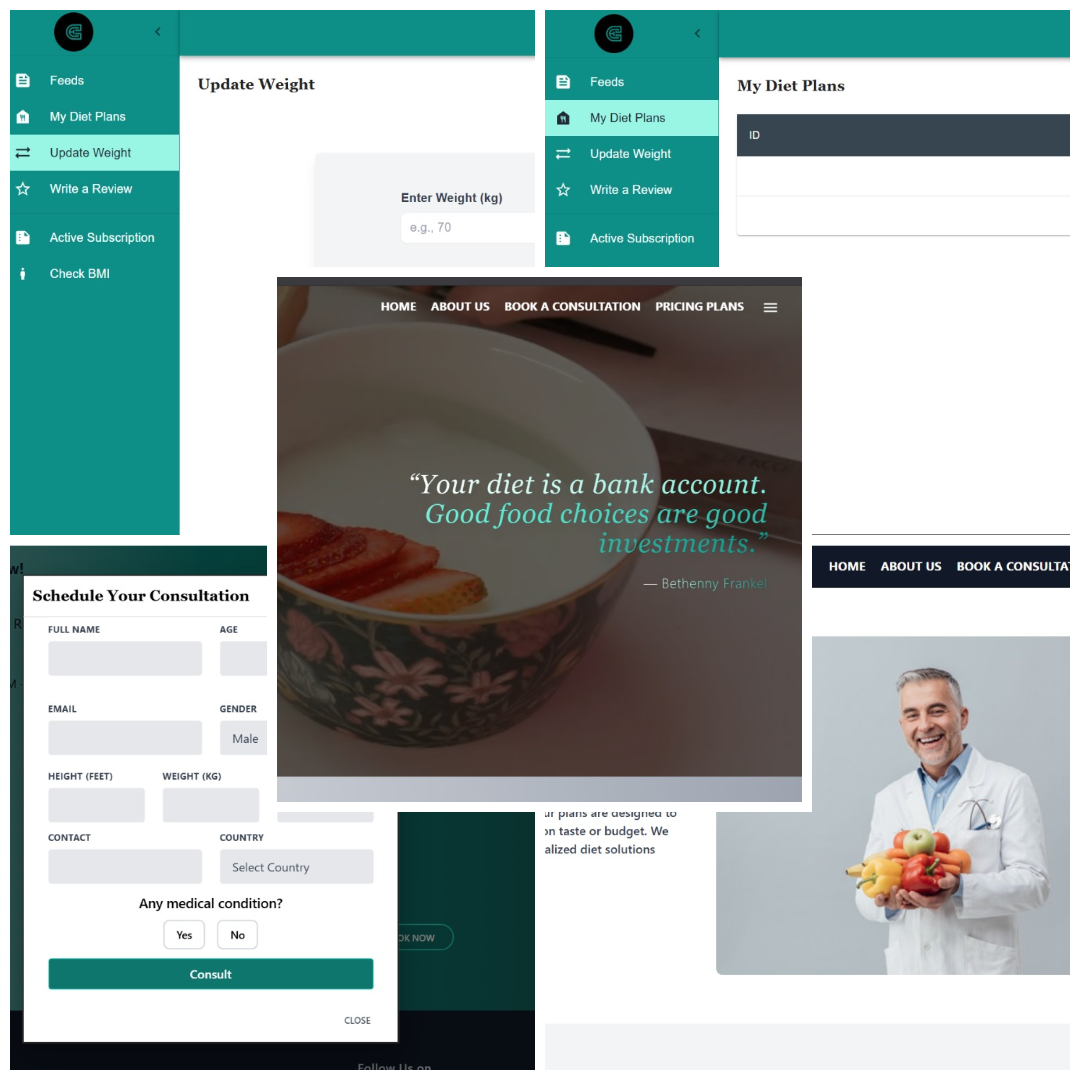 Feeds
My Diet Plans
Update Weight
Write a Review
Active Subscription
Check BMI
Update Weight
Enter Weight (kg)
e.g., 70
Feeds
My Diet Plans
Update Weight
Write a Review
Active Subscription
My Diet Plans
ID
HOME ABOUT US BOOK A CONSULTATION PRICING PLANS
“Your diet is a bank account.
Good food choices are good
investments.”
— Bethenny Frankel
Schedule Your Consultation
FULL NAME AGE
EMAIL GENDER
Male
HEIGHT (FEET) WEIGHT (KG)
CONTACT COUNTRY
Select Country
Any medical condition?
Yes No
Consult
CLOSE
NOW
Follow Us on
HOME ABOUT US BOOK A
plans are designed to
on taste or budget. We
diet solutions